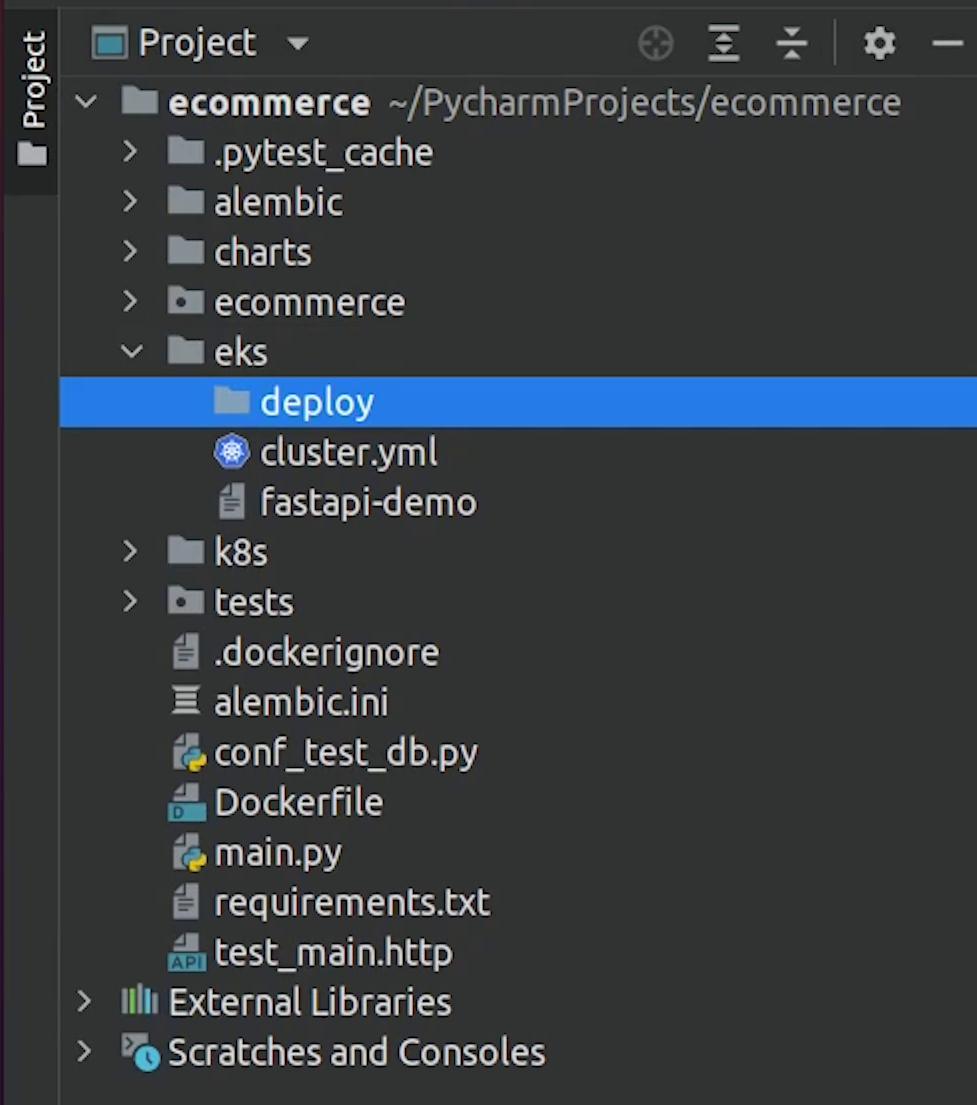 Project
Project
ecommerce ~/PycharmProjects/ecommerce
.pytest_cache
alembic
charts
ecommerce
eks
deploy
cluster.yml
fastapi-demo
k8s
tests
.dockerignore
alembic.ini
conf_test_db.py
D Dockerfile
main.py
requirements.txt
API test_main.http
External Libraries
Scratches and Consoles